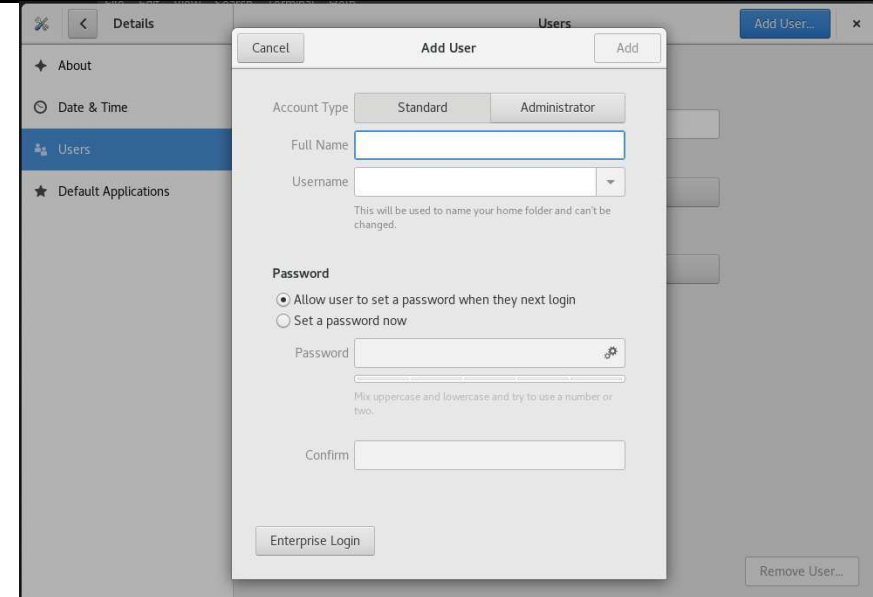 Details
Users
Add User...
About
Date & Time
Users
Default Applications
Cancel
Add User
Add
Account Type
Standard
Administrator
Full Name
Username
This will be used to name your home folder and can't be
changed.
Password
Allow user to set a password when they next login
Set a password now
Password
Mix uppercase and lowercase and try to use a number or
two.
Confirm
Enterprise Login
Remove User...